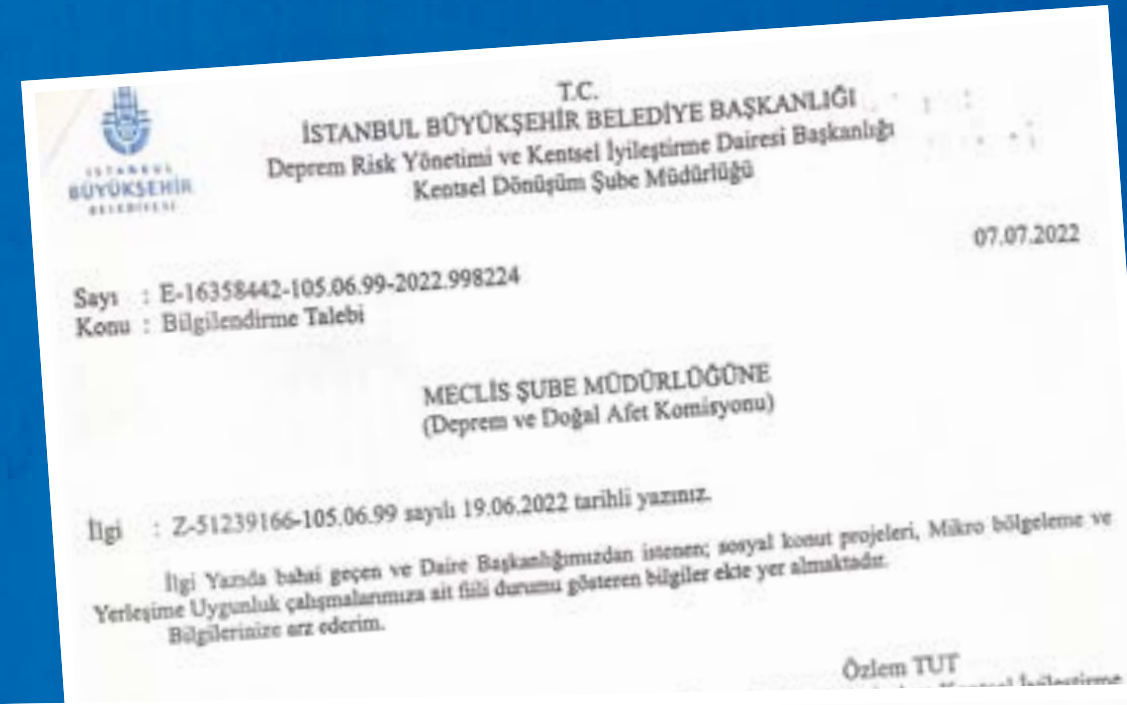 İSTANBUL
BÜYÜKŞEHİR
BELEDİYESİ
T.C.
İSTANBUL BÜYÜKŞEHİR BELEDİYE BAŞKANLIĞI
Deprem Risk Yönetimi ve Kentsel İyileştirme Dairesi Başkanlığı
Kentsel Dönüşüm Şube Müdürlüğü
07.07.2022
Sayı : E-16358442-105.06.99-2022.998224
Konu : Bilgilendirme Talebi
MECLİS ŞUBE MÜDÜRLÜĞÜNE
(Deprem ve Doğal Afet Komisyonu)
İlgi : Z-51239166-105.06.99 sayılı 19.06.2022 tarihli yazınız.
İlgi Yazıda bahsi geçen ve Daire Başkanlığımızdan istenen; sosyal konut projeleri, Mikro bölgeleme ve
Yerleşime Uygunluk çalışmalarımıza ait fiili durumu gösteren bilgiler ekte yer almaktadır.
Bilgilerinize arz ederim.
Özlem TUT
Kentsel İyileştirme